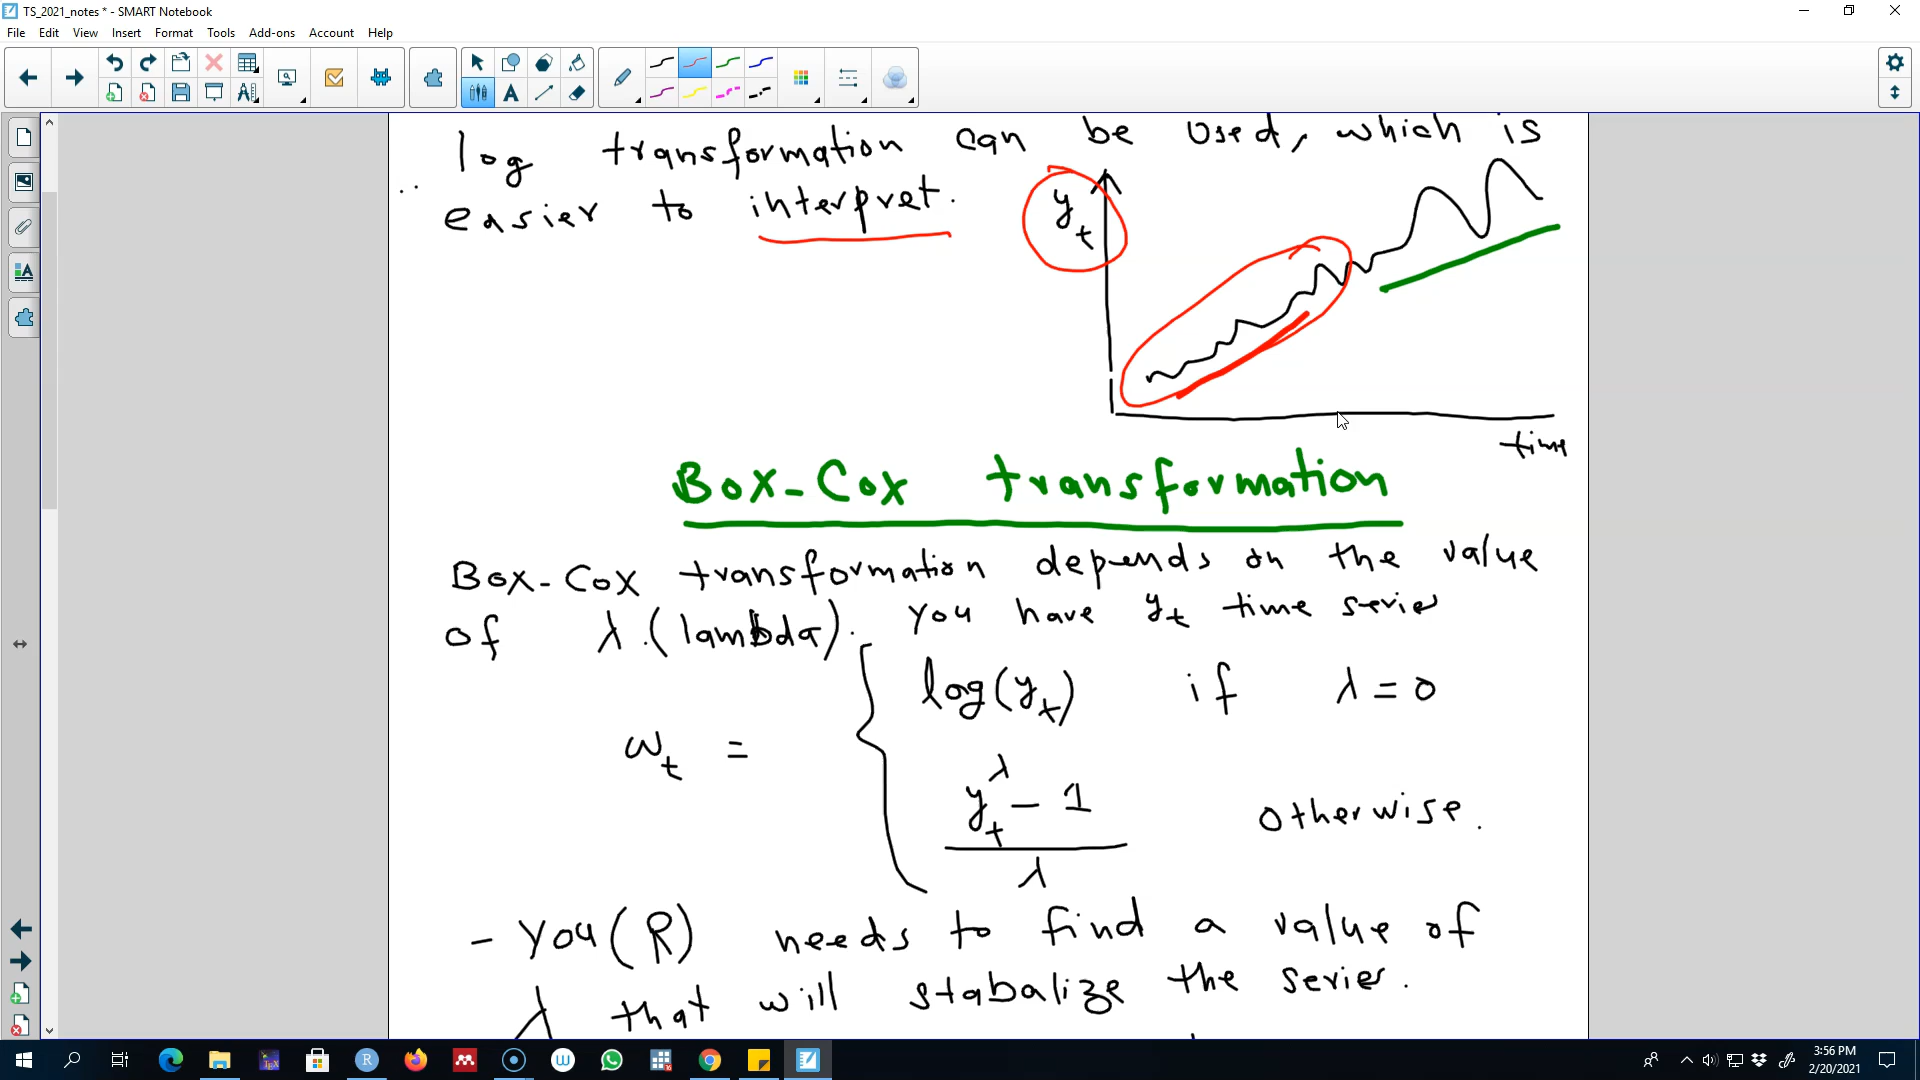 TS_2021_notes * - SMART Notebook
File Edit View Insert Format Tools Add-ons Account Help
log transformation can be used, which is
easier to interpret.
yt
time
Box-Cox transformation
Box-Cox transformation depends on the value
of λ.(lambda). You have yt time series
log(yt) if λ = 0
wt =
yt^λ - 1
otherwise.
λ
- You(R) needs to find a value of
λ that will stabalize the series.
3:56 PM
2/20/2021